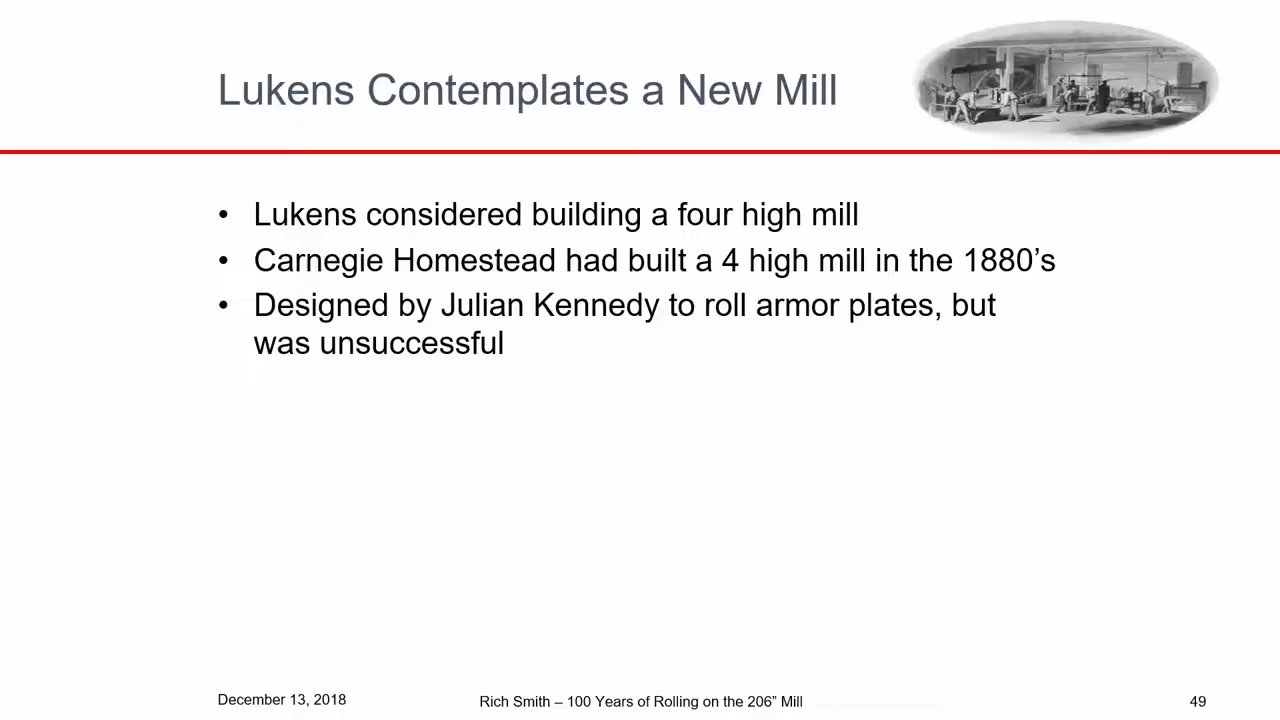 Lukens Contemplates a New Mill
• Lukens considered building a four high mill
• Carnegie Homestead had built a 4 high mill in the 1880’s
• Designed by Julian Kennedy to roll armor plates, but
was unsuccessful
December 13, 2018
Rich Smith – 100 Years of Rolling on the 206” Mill
49